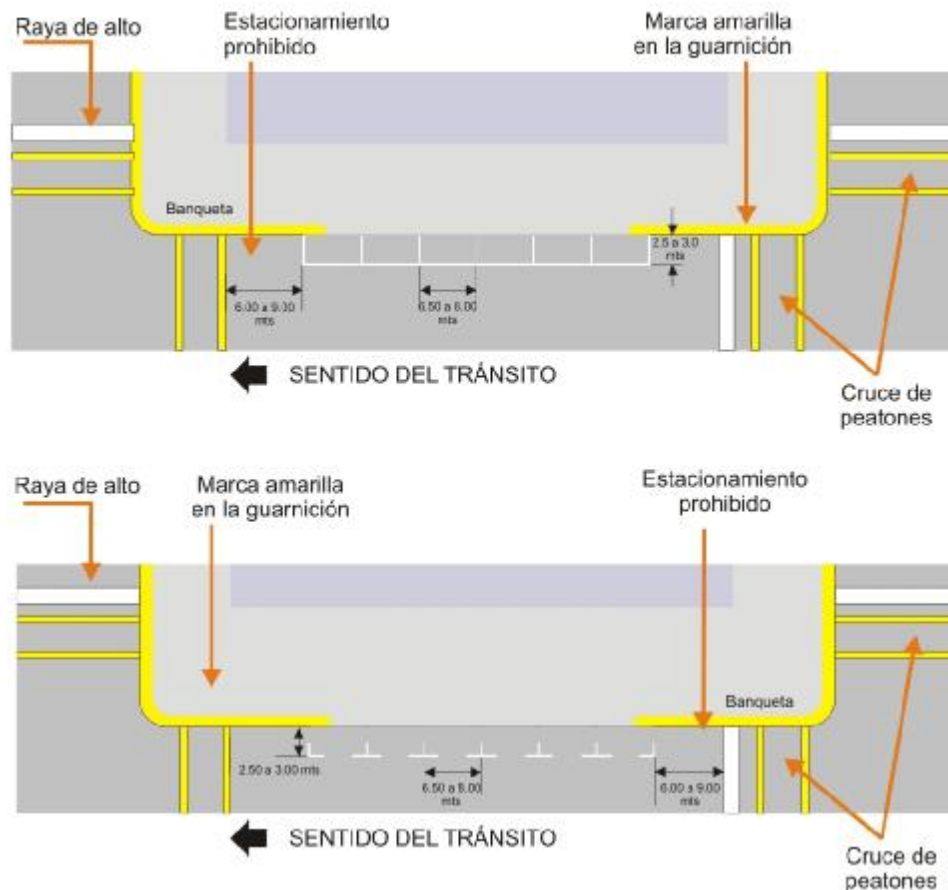 Raya de alto
Estacionamiento
prohibido
Marca amarilla
en la guarnición
Banqueta
2.5 a 3.0
mts
6.00 a 9.00
mts
6.50 a 8.00
mts
SENTIDO DEL TRÁNSITO
Cruce de
peatones
Raya de alto
Marca amarilla
en la guarnición
Estacionamiento
prohibido
Banqueta
2.50 a 3.00 mts
6.50 a 8.00
mts
6.00 a 9.00
mts
SENTIDO DEL TRÁNSITO
Cruce de
peatones